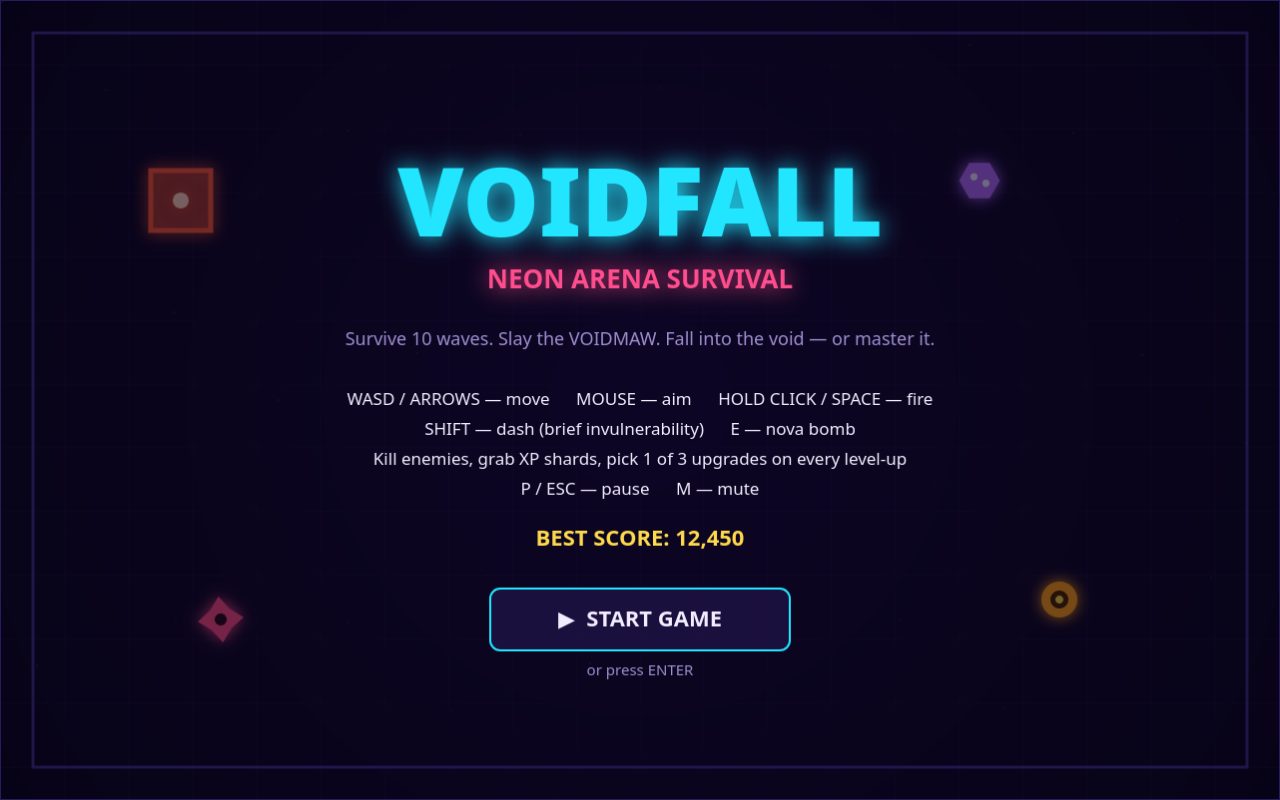 VOIDFALL
NEON ARENA SURVIVAL
Survive 10 waves. Slay the VOIDMAW. Fall into the void — or master it.
WASD / ARROWS — move MOUSE — aim HOLD CLICK / SPACE — fire
SHIFT — dash (brief invulnerability) E — nova bomb
Kill enemies, grab XP shards, pick 1 of 3 upgrades on every level-up
P / ESC — pause M — mute
BEST SCORE: 12,450
▶ START GAME
or press ENTER